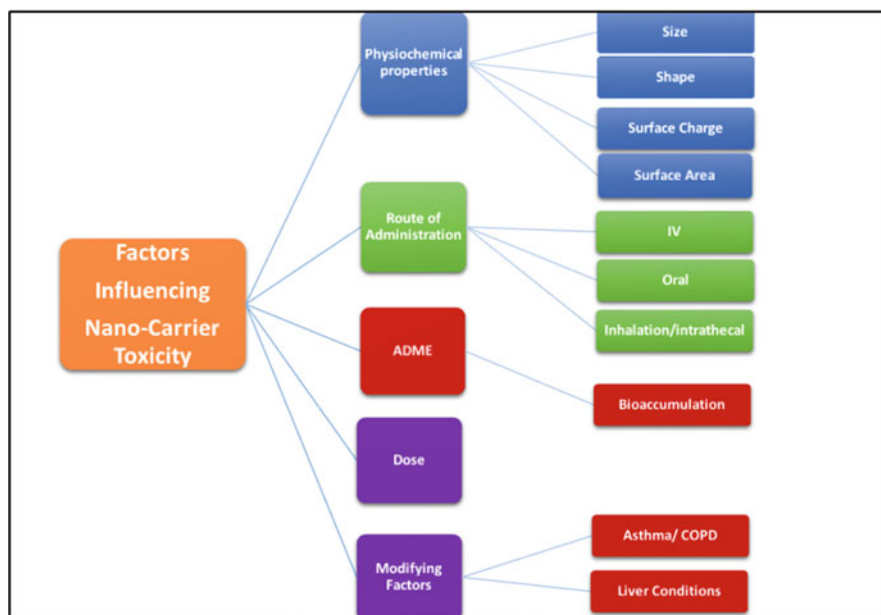 Factors
Influencing
Nano-Carrier
Toxicity
Physiochemical
properties
Size
Shape
Surface Charge
Surface Area
Route of
Administration
IV
Oral
Inhalation/intrathecal
ADME
Bioaccumulation
Dose
Modifying
Factors
Asthma/ COPD
Liver Conditions